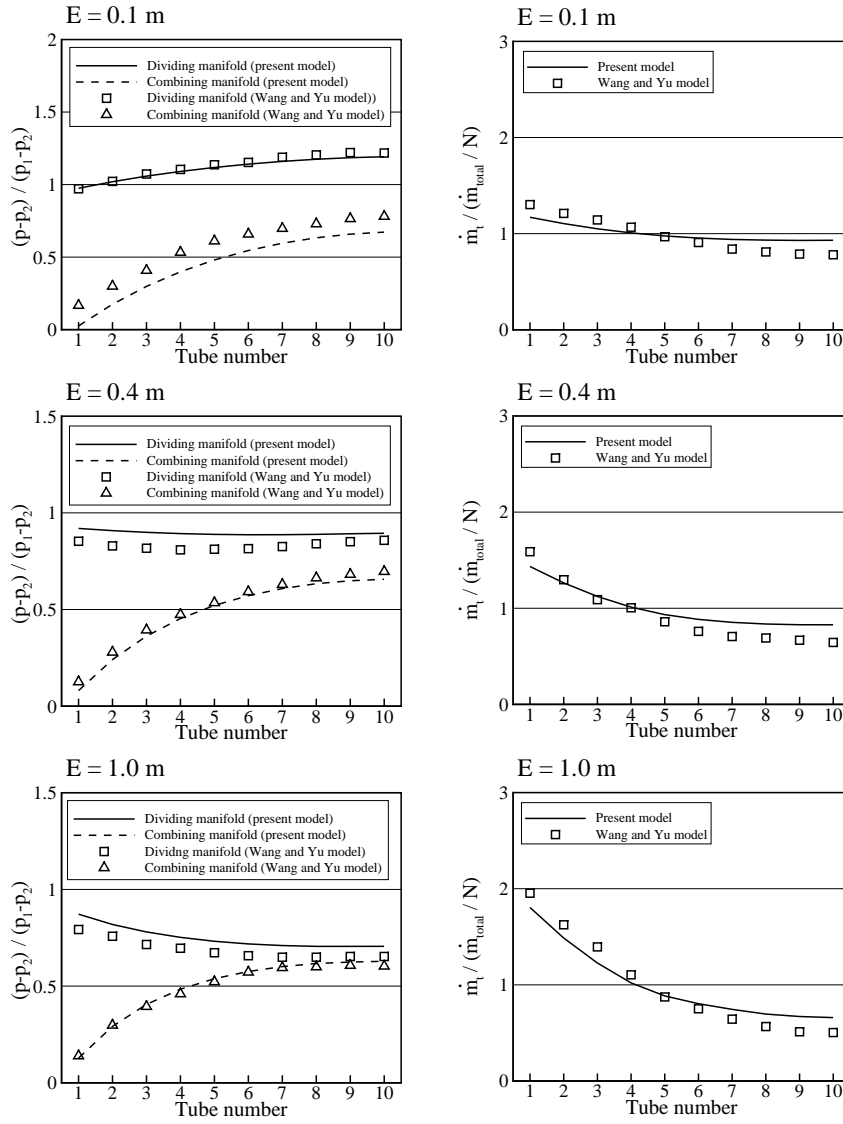 E = 0.1 m
2
1.5
1
0.5
0
(p-p₂) / (p₁-p₂)
Dividing manifold (present model)
Combining manifold (present model)
Dividing manifold (Wang and Yu model))
Combining manifold (Wang and Yu model)
1 2 3 4 5 6 7 8 9 10
Tube number
E = 0.1 m
3
2
1
0
ṁₜ / (ṁ_total / N)
Present model
Wang and Yu model
1 2 3 4 5 6 7 8 9 10
Tube number
E = 0.4 m
1.5
1
0.5
0
(p-p₂) / (p₁-p₂)
Dividing manifold (present model)
Combining manifold (present model)
Dividing manifold (Wang and Yu model)
Combining manifold (Wang and Yu model)
1 2 3 4 5 6 7 8 9 10
Tube number
E = 0.4 m
3
2
1
0
ṁₜ / (ṁ_total / N)
Present model
Wang and Yu model
1 2 3 4 5 6 7 8 9 10
Tube number
E = 1.0 m
1.5
1
0.5
0
(p-p₂) / (p₁-p₂)
Dividing manifold (present model)
Combining manifold (present model)
Dividng manifold (Wang and Yu model)
Combining manifold (Wang and Yu model)
1 2 3 4 5 6 7 8 9 10
Tube number
E = 1.0 m
3
2
1
0
ṁₜ / (ṁ_total / N)
Present model
Wang and Yu model
1 2 3 4 5 6 7 8 9 10
Tube number